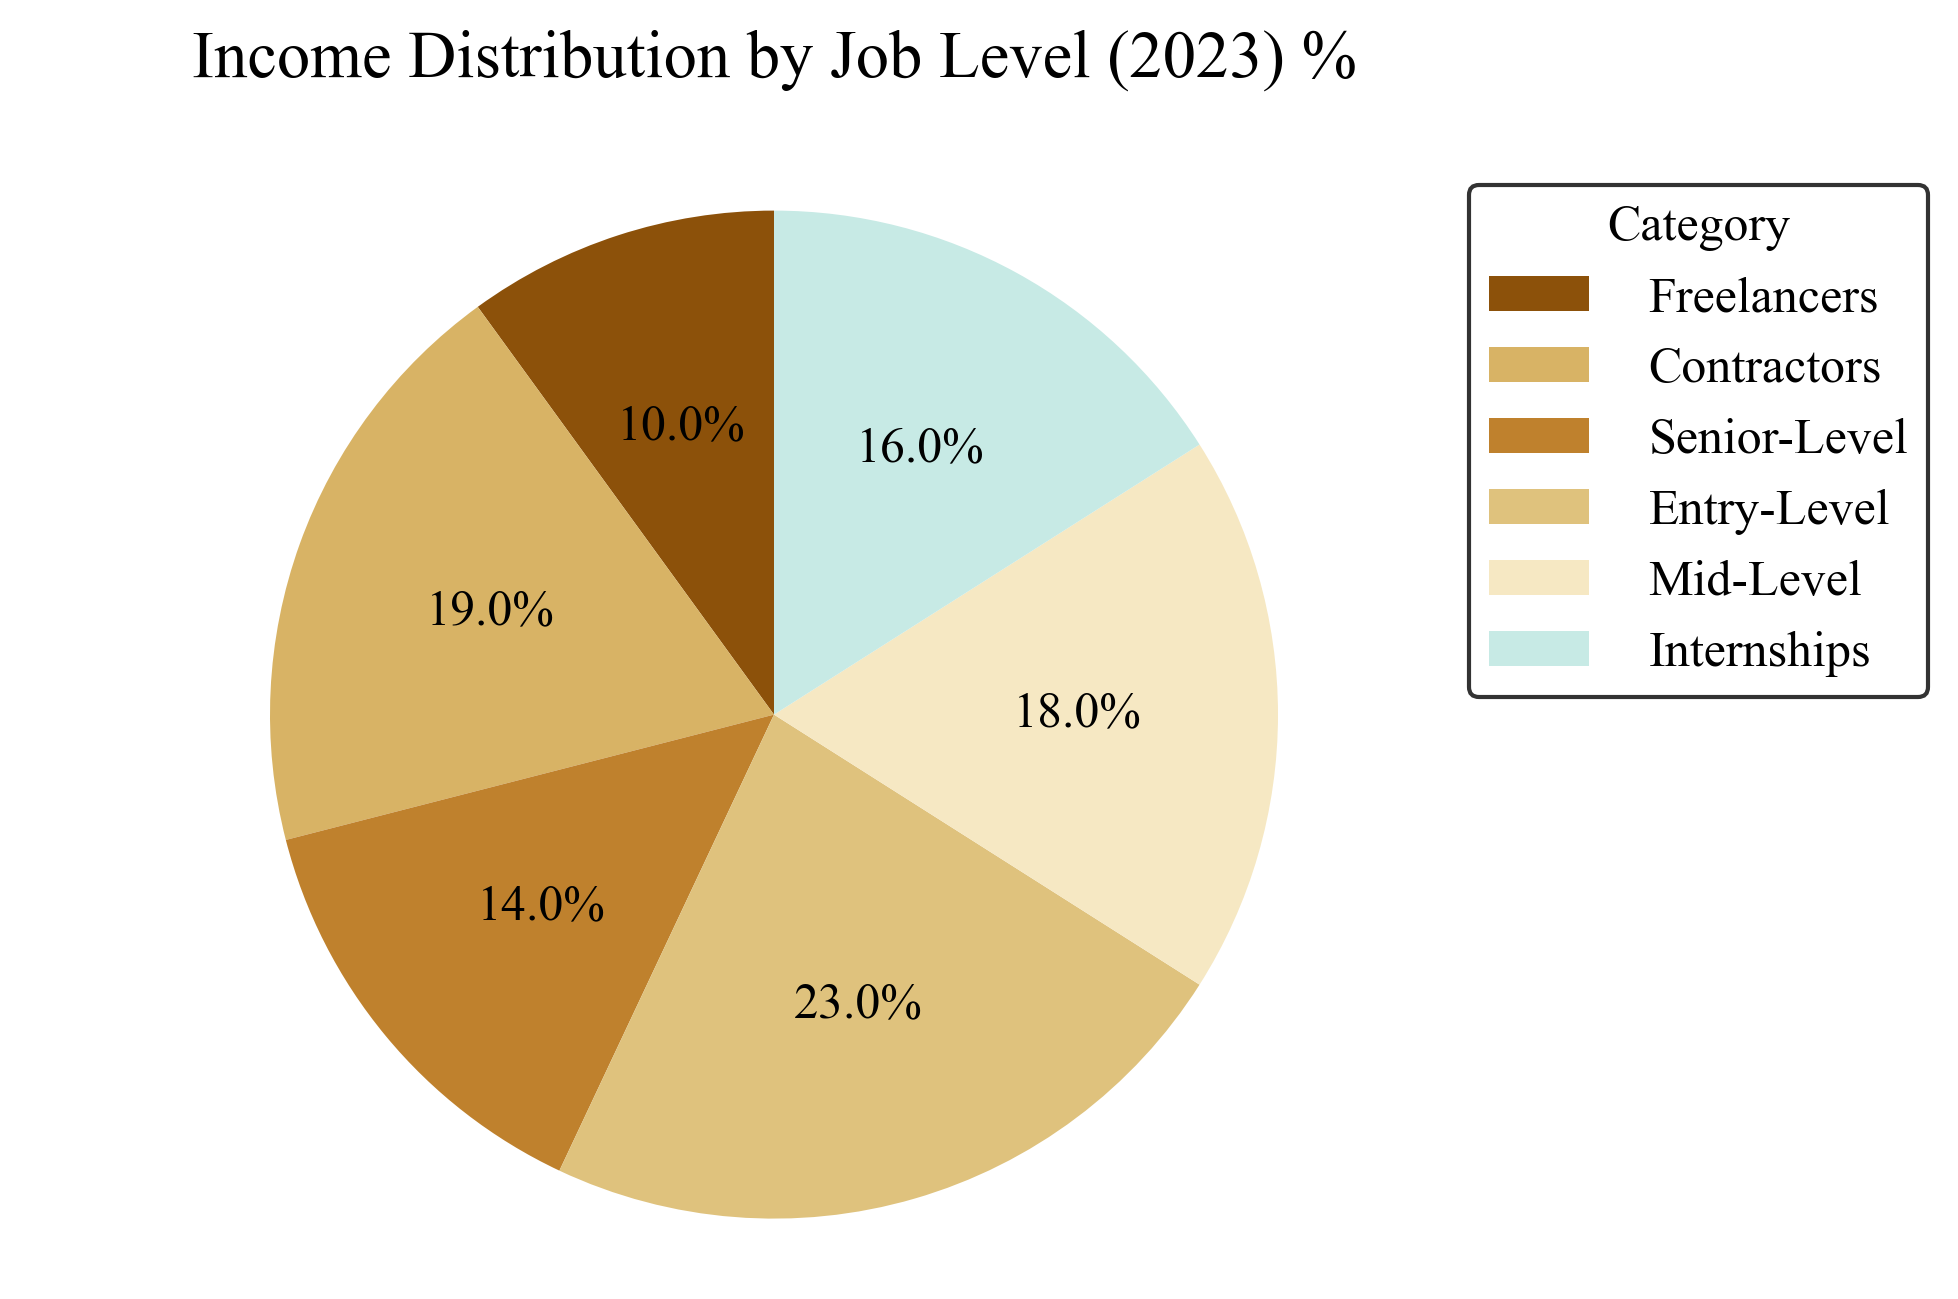 Income Distribution by Job Level (2023) %
Category
Freelancers
Contractors
Senior-Level
Entry-Level
Mid-Level
Internships
10.0%
16.0%
19.0%
18.0%
14.0%
23.0%